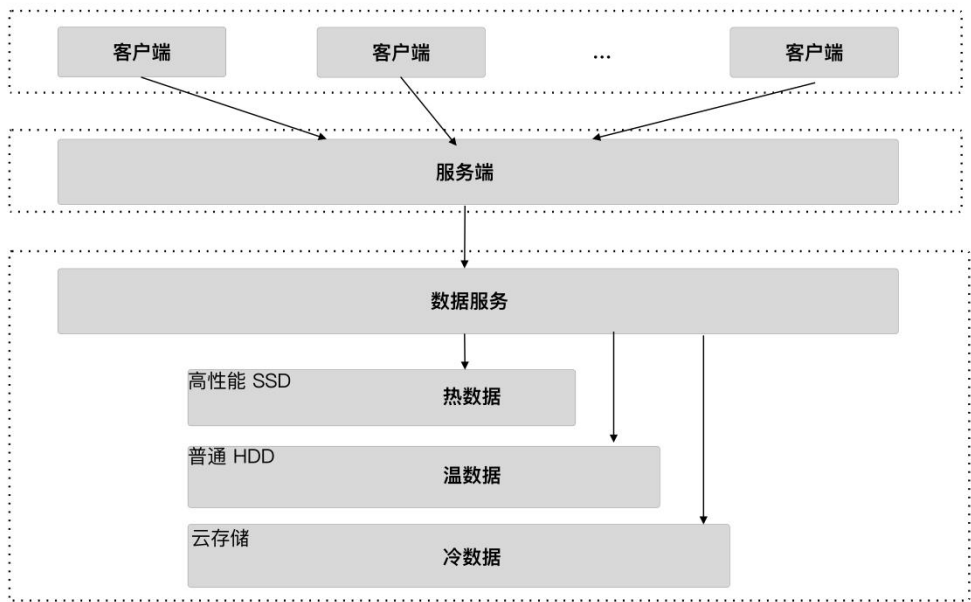 客户端
客户端
...
客户端
服务端
数据服务
高性能 SSD
热数据
普通 HDD
温数据
云存储
冷数据